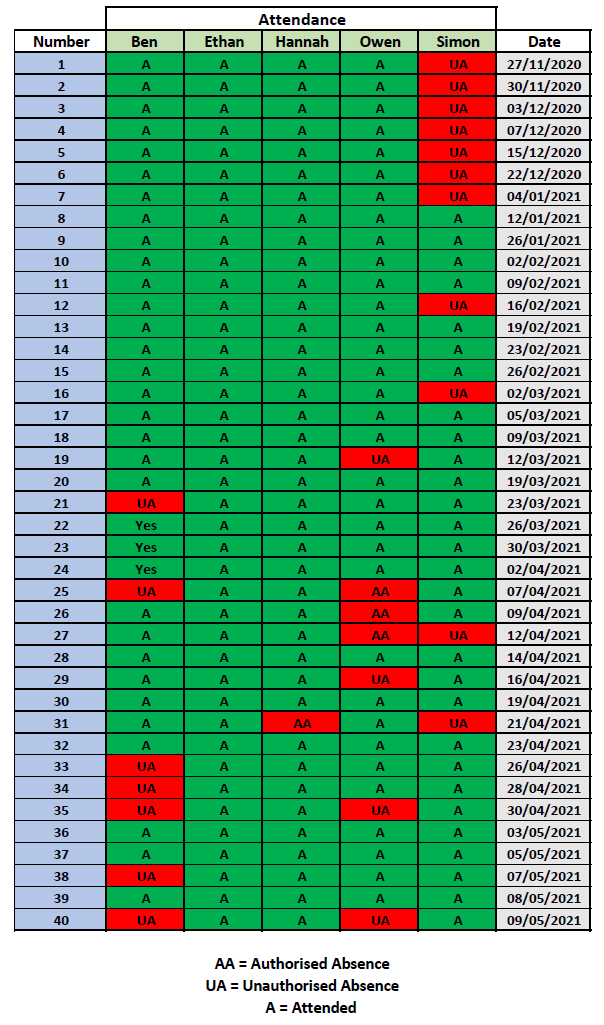 Attendance
Number Ben Ethan Hannah Owen Simon Date
1 A A A A UA 27/11/2020
2 A A A A UA 30/11/2020
3 A A A A UA 03/12/2020
4 A A A A UA 07/12/2020
5 A A A A UA 15/12/2020
6 A A A A UA 22/12/2020
7 A A A A UA 04/01/2021
8 A A A A A 12/01/2021
9 A A A A A 26/01/2021
10 A A A A A 02/02/2021
11 A A A A A 09/02/2021
12 A A A A UA 16/02/2021
13 A A A A A 19/02/2021
14 A A A A A 23/02/2021
15 A A A A A 26/02/2021
16 A A A A UA 02/03/2021
17 A A A A A 05/03/2021
18 A A A A A 09/03/2021
19 A A A UA A 12/03/2021
20 A A A A A 19/03/2021
21 UA A A A A 23/03/2021
22 Yes A A A A 26/03/2021
23 Yes A A A A 30/03/2021
24 Yes A A A A 02/04/2021
25 UA A A AA A 07/04/2021
26 A A A AA A 09/04/2021
27 A A A AA UA 12/04/2021
28 A A A A A 14/04/2021
29 A A A UA A 16/04/2021
30 A A A A A 19/04/2021
31 A A AA A UA 21/04/2021
32 A A A A A 23/04/2021
33 UA A A A A 26/04/2021
34 UA A A A A 28/04/2021
35 UA A A UA A 30/04/2021
36 A A A A A 03/05/2021
37 A A A A A 05/05/2021
38 UA A A A A 07/05/2021
39 A A A A A 08/05/2021
40 UA A A UA A 09/05/2021
AA = Authorised Absence
UA = Unauthorised Absence
A = Attended